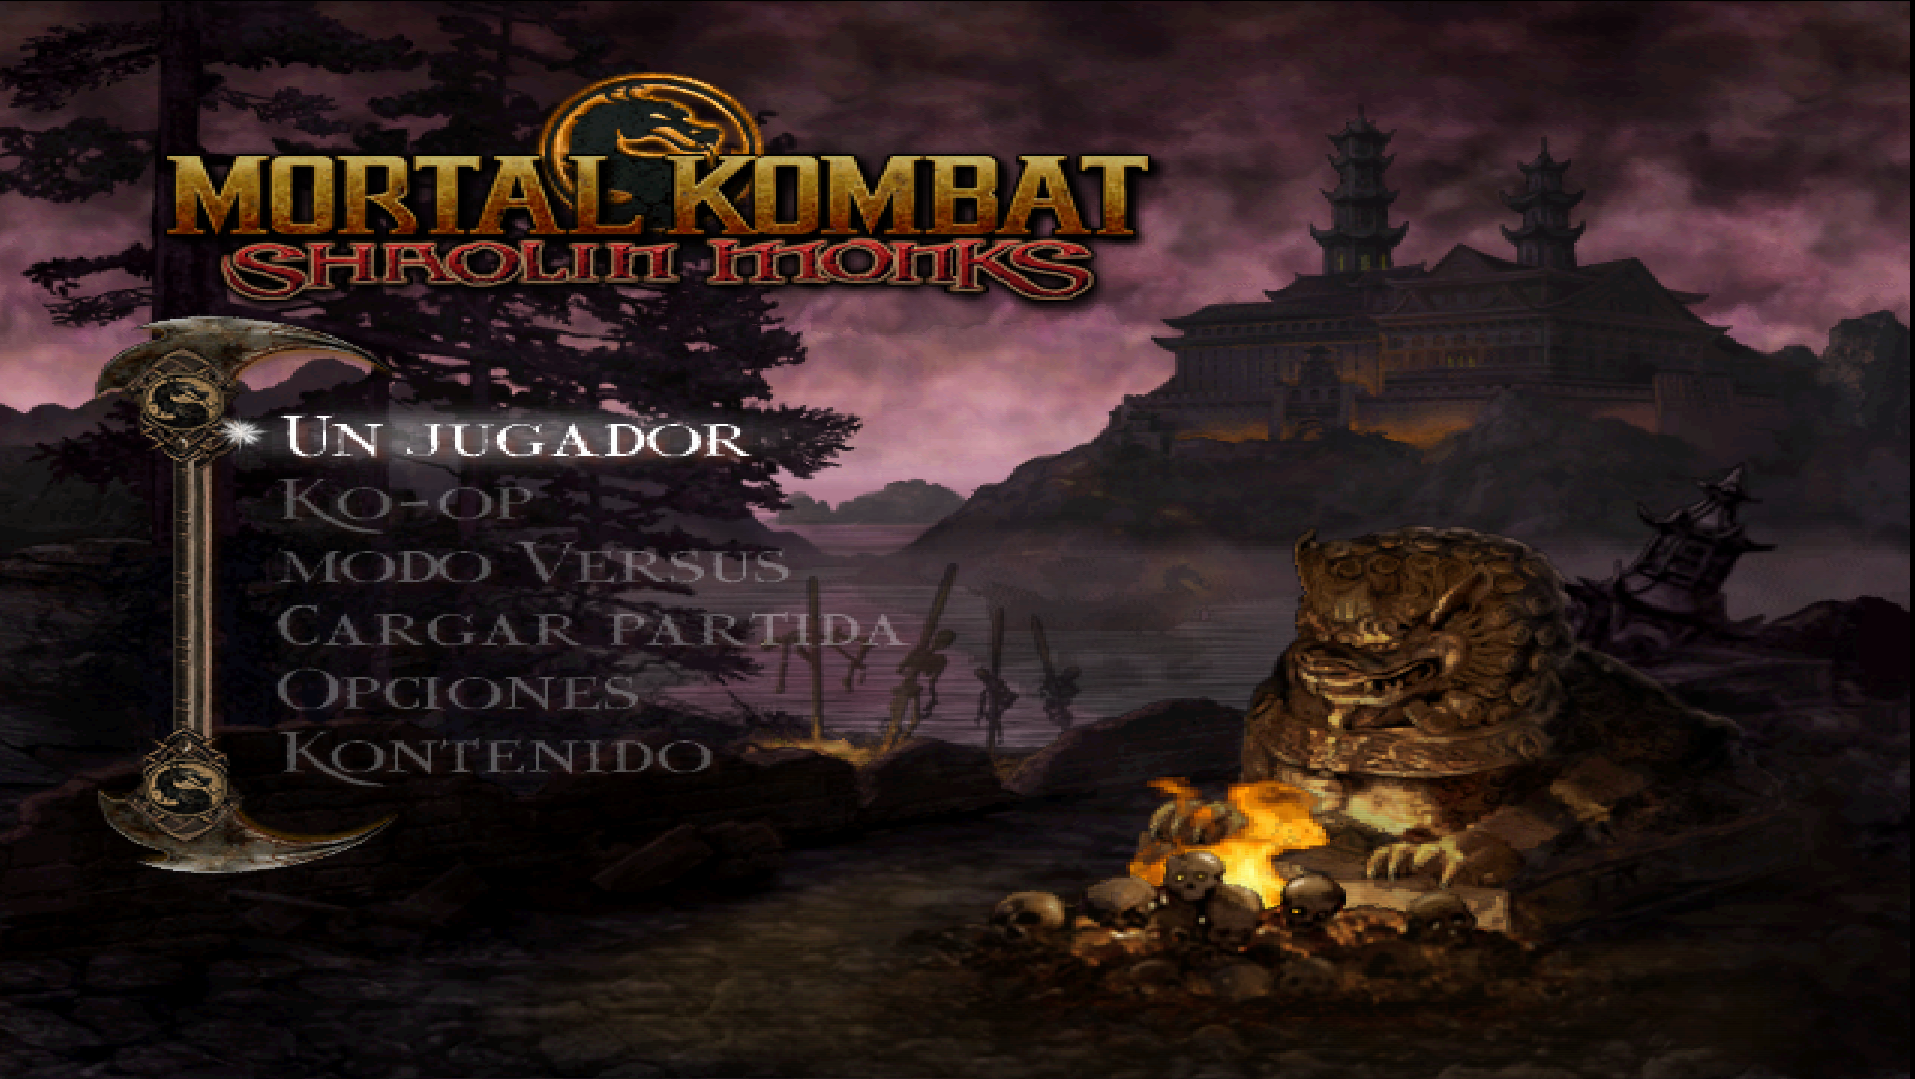 MORTAL KOMBAT
SHAOLIN MONKS
UN JUGADOR
KO-OP
MODO VERSUS
CARGAR PARTIDA
OPCIONES
KONTENIDO